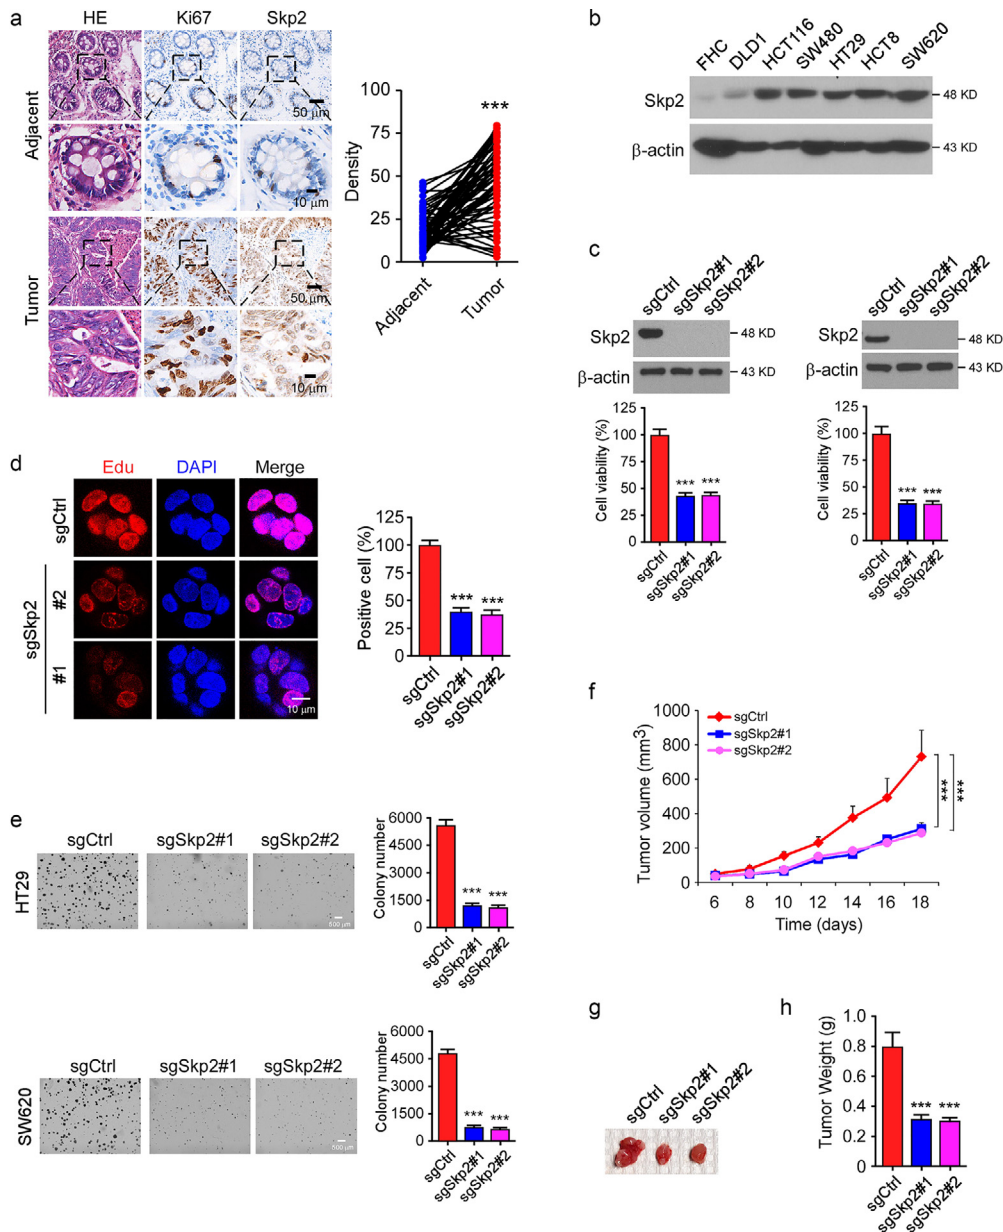 a
HE Ki67 Skp2
Adjacent
50 μm
10 μm
Tumor
50 μm
10 μm
Density
100
75
50
25
0
***
Adjacent
Tumor
b
FHC
DLD1
HCT116
SW480
HT29
HCT8
SW620
Skp2
48 KD
β-actin
43 KD
c
sgCtrl
sgSkp2#1
sgSkp2#2
Skp2
48 KD
β-actin
43 KD
Cell viability (%)
125
100
75
50
25
0
*** ***
sgCtrl
sgSkp2#1
sgSkp2#2
sgCtrl
sgSkp2#1
sgSkp2#2
Skp2
48 KD
β-actin
43 KD
Cell viability (%)
125
100
75
50
25
0
*** ***
sgCtrl
sgSkp2#1
sgSkp2#2
d
Edu DAPI Merge
sgCtrl
sgSkp2
#2
#1
10 μm
Positive cell (%)
125
100
75
50
25
0
*** ***
sgCtrl
sgSkp2#1
sgSkp2#2
e
sgCtrl sgSkp2#1 sgSkp2#2
HT29
500 μm
Colony number
6000
4500
3000
1500
0
*** ***
sgCtrl
sgSkp2#1
sgSkp2#2
sgCtrl sgSkp2#1 sgSkp2#2
SW620
500 μm
Colony number
6000
4500
3000
1500
0
*** ***
sgCtrl
sgSkp2#1
sgSkp2#2
f
sgCtrl
sgSkp2#1
sgSkp2#2
Tumor volume (mm3)
1000
800
600
400
200
0
6 8 10 12 14 16 18
Time (days)
***
***
g
sgCtrl
sgSkp2#1
sgSkp2#2
h
Tumor Weight (g)
1.0
0.8
0.6
0.4
0.2
0
*** ***
sgCtrl
sgSkp2#1
sgSkp2#2